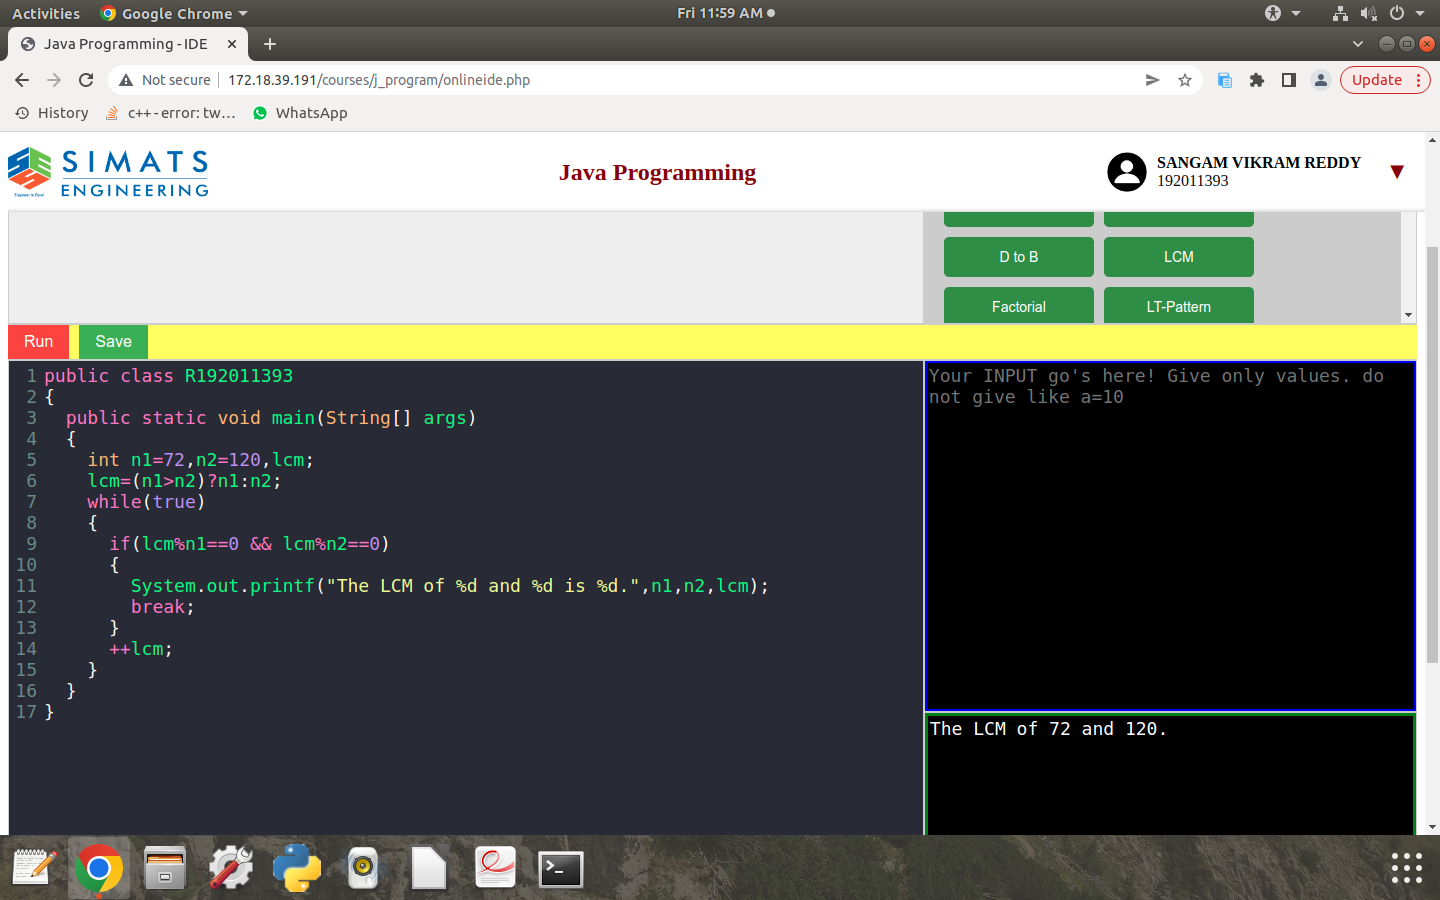 Activities Google Chrome Fri 11:59 AM
Java Programming - IDE
Not secure 172.18.39.191/courses/j_program/onlineide.php Update
History c++ - error: tw... WhatsApp
SIMATS
ENGINEERING
Java Programming
SANGAM VIKRAM REDDY
192011393
D to B LCM
Factorial LT-Pattern
Run Save
1 public class R192011393
2 {
3 public static void main(String[] args)
4 {
5 int n1=72,n2=120,lcm;
6 lcm=(n1>n2)?n1:n2;
7 while(true)
8 {
9 if(lcm%n1==0 && lcm%n2==0)
10 {
11 System.out.printf("The LCM of %d and %d is %d.",n1,n2,lcm);
12 break;
13 }
14 ++lcm;
15 }
16 }
17 }
Your INPUT go's here! Give only values. do
not give like a=10
The LCM of 72 and 120.